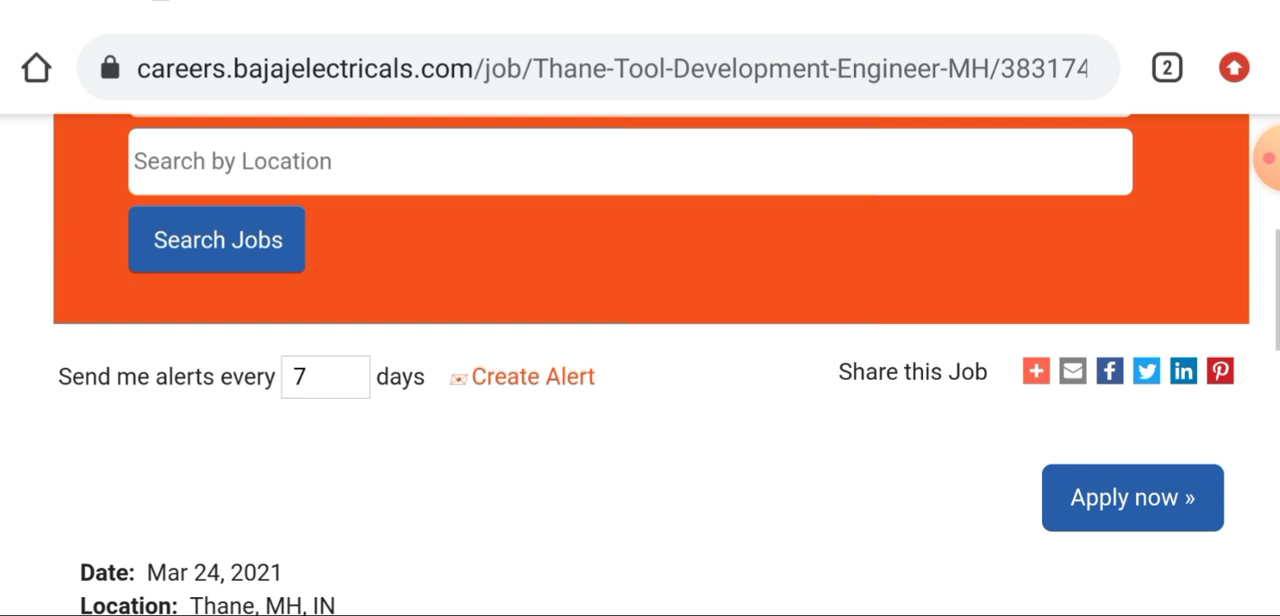 careers.bajajelectricals.com/job/Thane-Tool-Development-Engineer-MH/383174
2
Search by Location
Search Jobs
Send me alerts every 7 days Create Alert
Share this Job
Apply now »
Date: Mar 24, 2021
Location: Thane, MH, IN